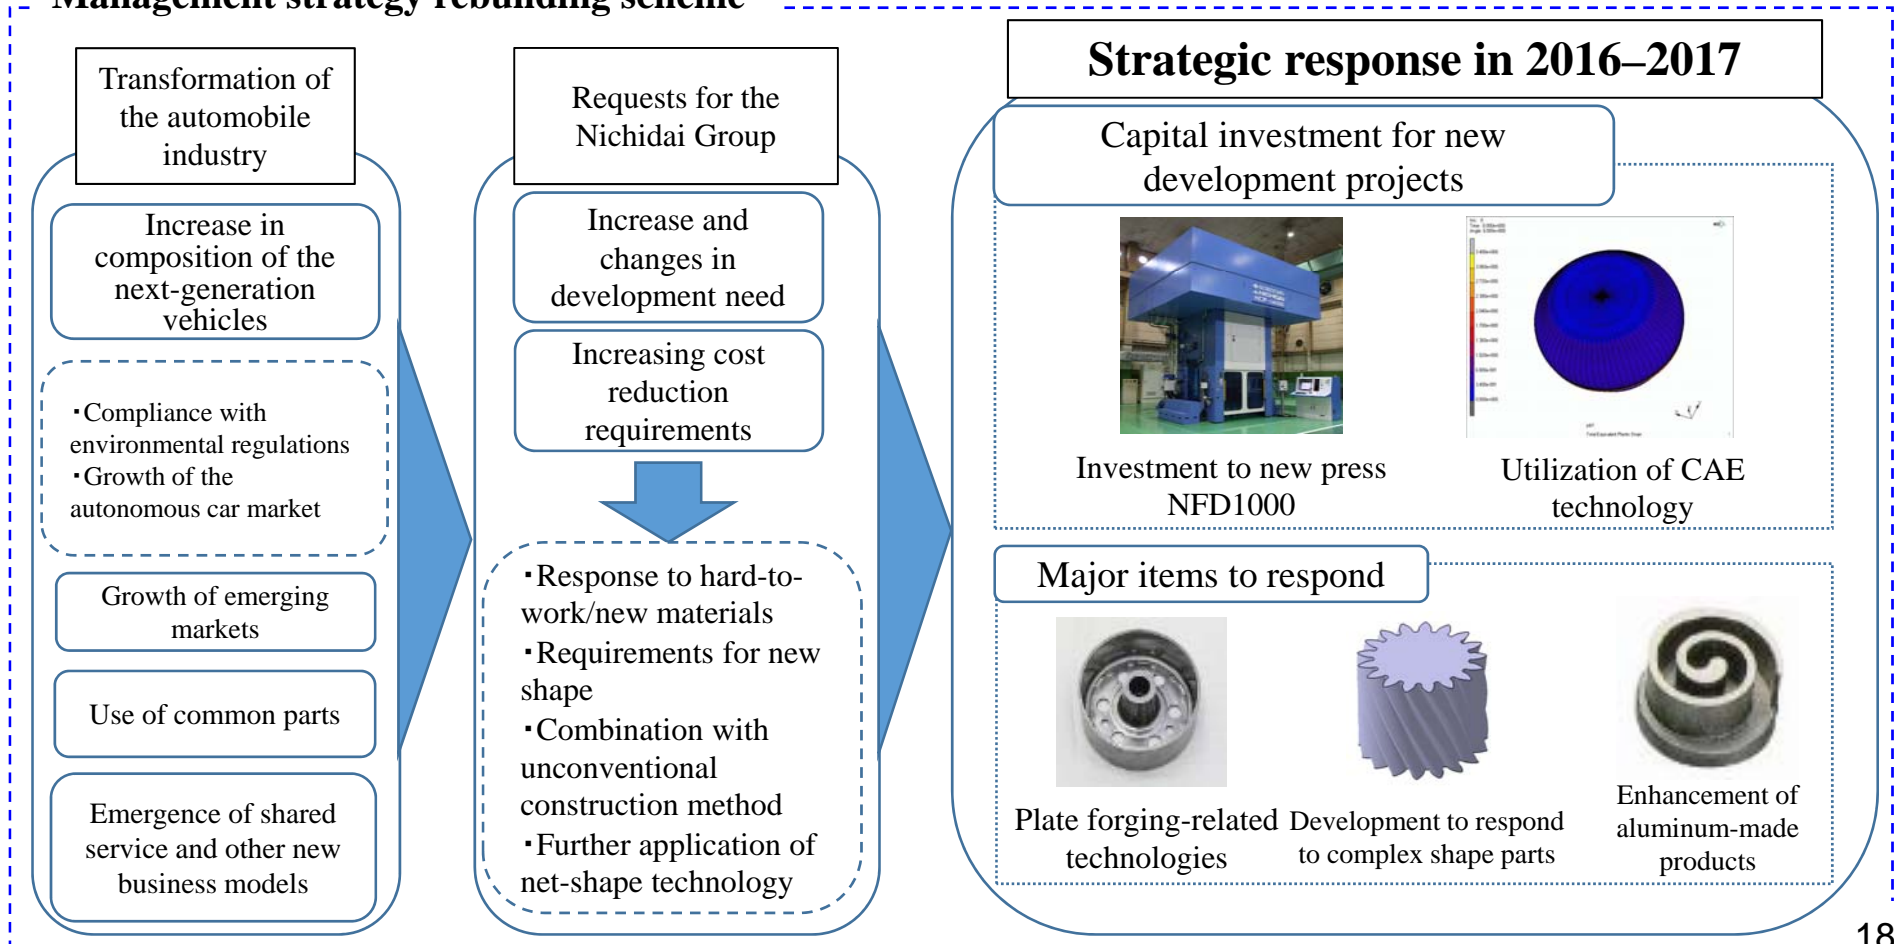 Management strategy rebuilding scheme
Transformation of
the automobile
industry
Increase in
composition of the
next-generation
vehicles
・Compliance with
environmental regulations
・Growth of the
autonomous car market
Growth of emerging
markets
Use of common parts
Emergence of shared
service and other new
business models
Requests for the
Nichidai Group
Increase and
changes in
development need
Increasing cost
reduction
requirements
・Response to hard-to-
work/new materials
・Requirements for new
shape
・Combination with
unconventional
construction method
・Further application of
net-shape technology
Strategic response in 2016–2017
Capital investment for new
development projects
Investment to new press
NFD1000
Utilization of CAE
technology
Major items to respond
Plate forging-related
technologies
Development to respond
to complex shape parts
Enhancement of
aluminum-made
products
18